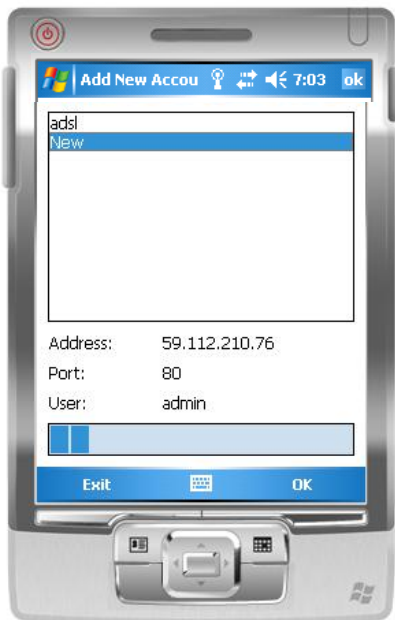 Add New Accou 7:03 ok
adsl
New
Address: 59.112.210.76
Port: 80
User: admin
Exit OK